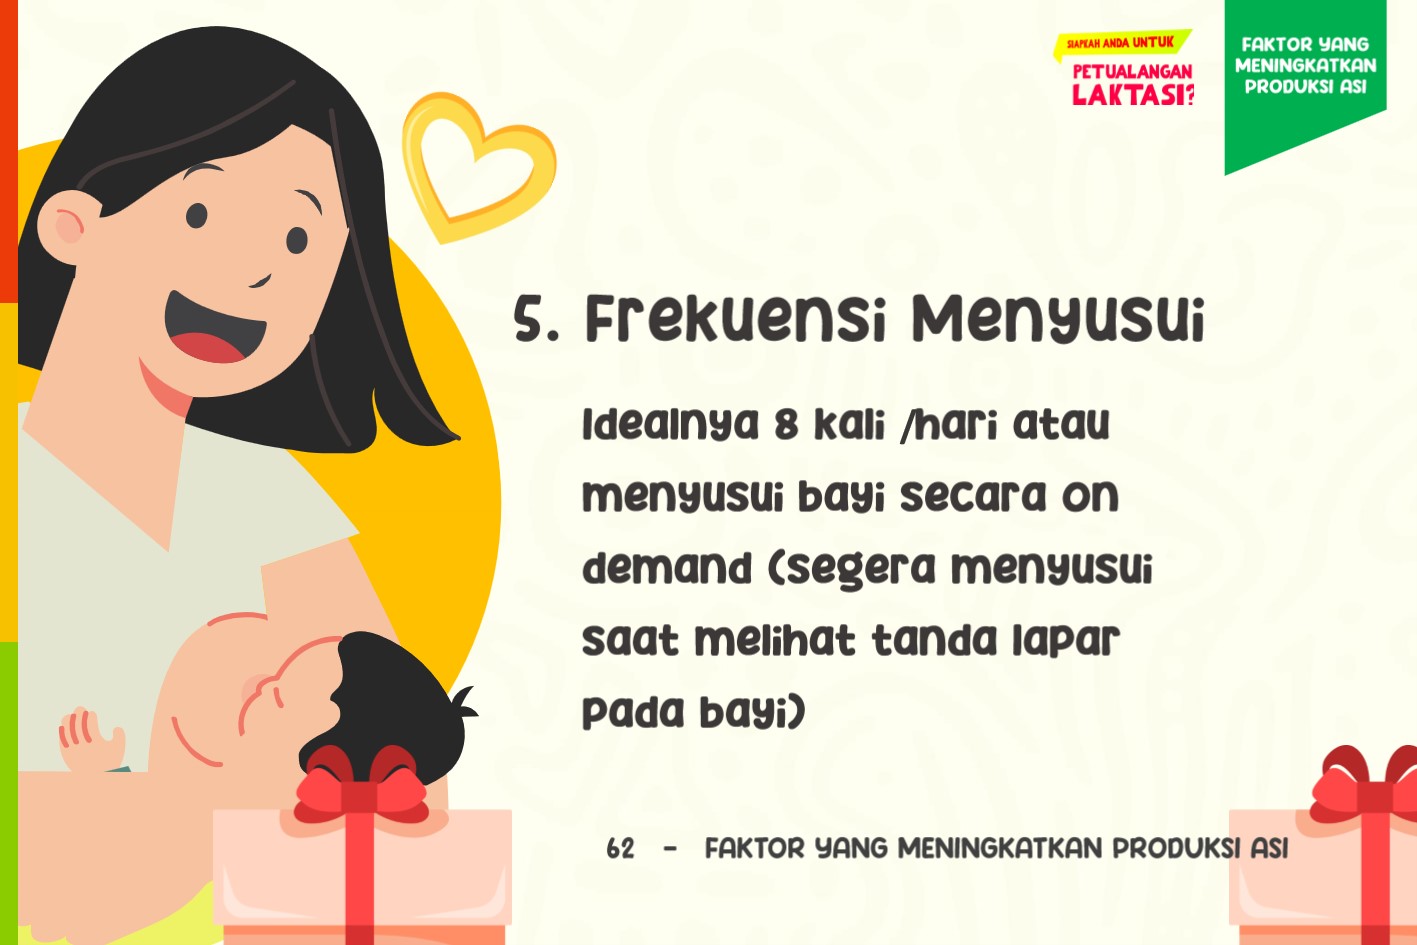 SIAPKAH ANDA UNTUK
PETUALANGAN
LAKTASI?
FAKTOR YANG
MENINGKATKAN
PRODUKSI ASI
5. Frekuensi Menyusui
Idealnya 8 kali /hari atau
menyusui bayi secara on
demand (segera menyusui
saat melihat tanda lapar
pada bayi)
62 - FAKTOR YANG MENINGKATKAN PRODUKSI ASI